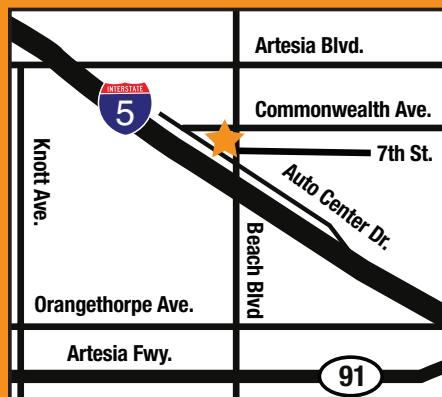 Artesia Blvd.
INTERSTATE
5
Commonwealth Ave.
7th St.
Knott Ave.
Auto Center Dr.
Beach Blvd
Orangethorpe Ave.
Artesia Fwy.
91